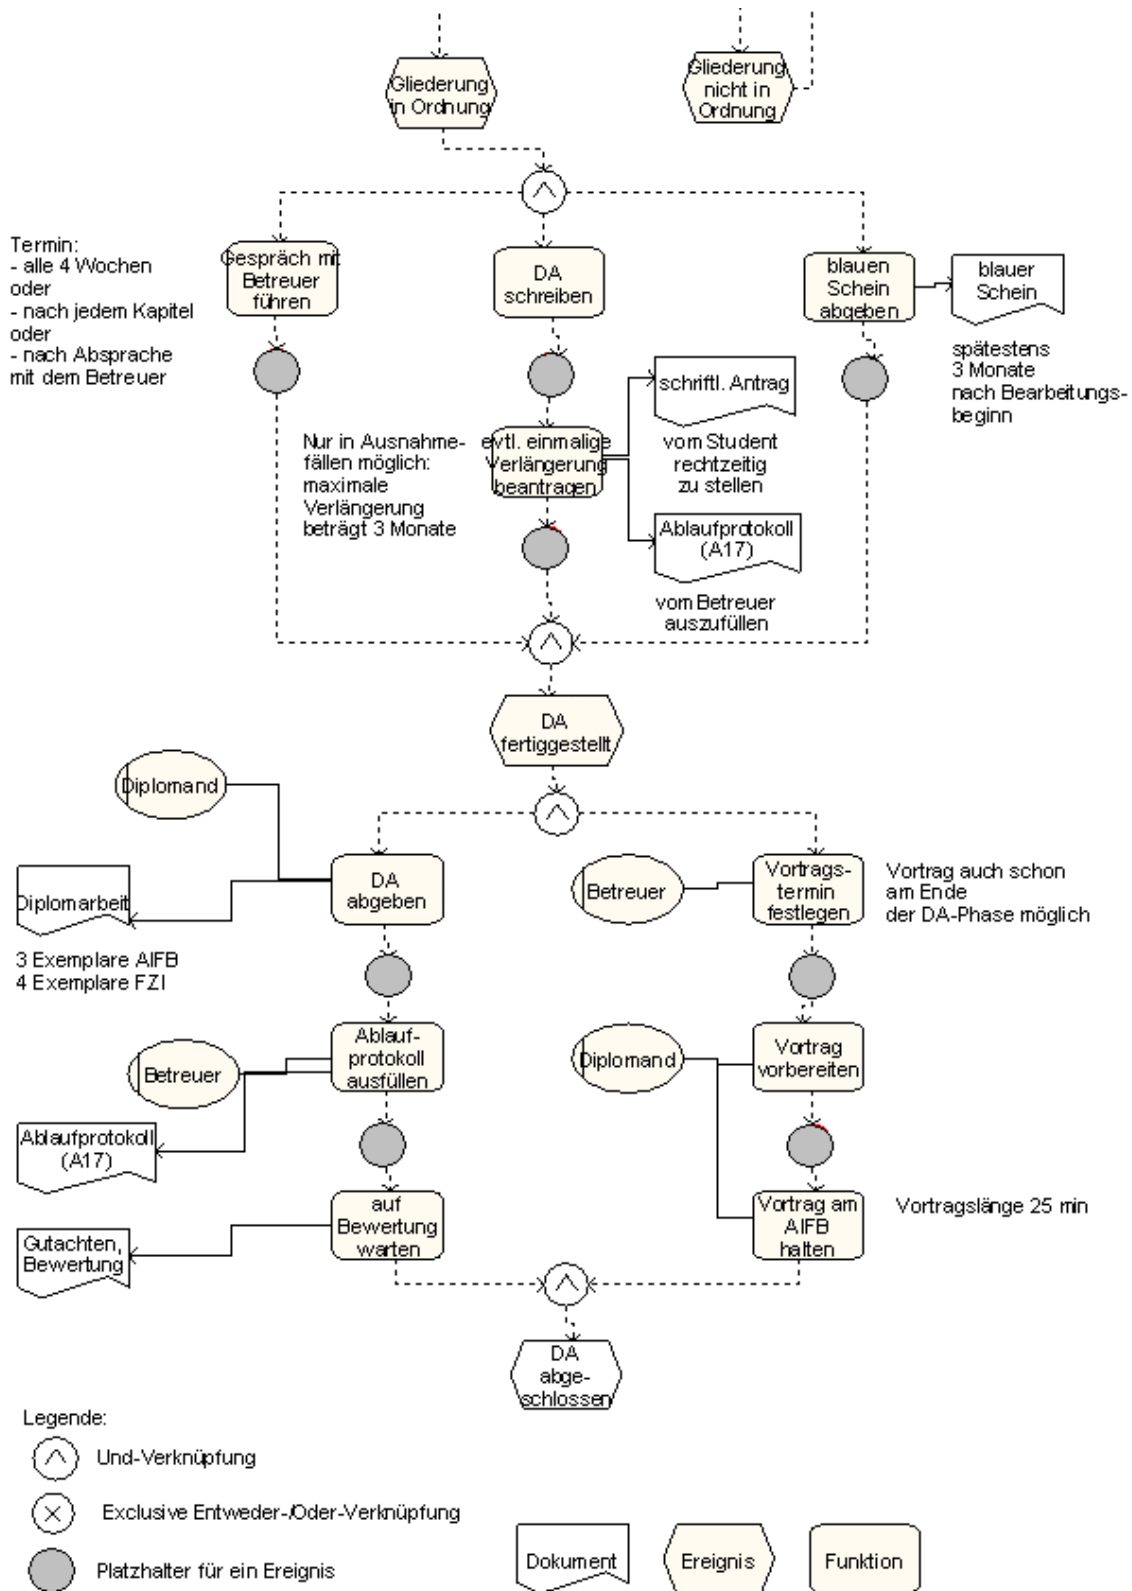 Gliederung
in Ordnung
Gliederung
nicht in
Ordnung
Termin:
- alle 4 Wochen
oder
- nach jedem Kapitel
oder
- nach Absprache
mit dem Betreuer
Gespräch mit
Betreuer
führen
DA
schreiben
blauen
Schein
abgeben
blauer
Schein
spätestens
3 Monate
nach Bearbeitungs-
beginn
Nur in Ausnahme-
fällen möglich:
maximale
Verlängerung
beträgt 3 Monate
evtl. einmalige
Verlängerung
beantragen
schriftl. Antrag
vom Student
rechtzeitig
zu stellen
Ablaufprotokoll
(A17)
vom Betreuer
auszufüllen
DA
fertiggestellt
Diplomand
Diplomarbeit
3 Exemplare AIFB
4 Exemplare FZI
DA
abgeben
Betreuer
Vortrags-
termin
festlegen
Vortrag auch schon
am Ende
der DA-Phase möglich
Betreuer
Ablauf-
protokoll
ausfüllen
Diplomand
Vortrag
vorbereiten
Ablaufprotokoll
(A17)
Gutachten,
Bewertung
auf
Bewertung
warten
Vortrag am
AIFB
halten
Vortragslänge 25 min
DA
abge-
schlossen
Legende:
Und-Verknüpfung
Exclusive Entweder-/Oder-Verknüpfung
Platzhalter für ein Ereignis
Dokument
Ereignis
Funktion